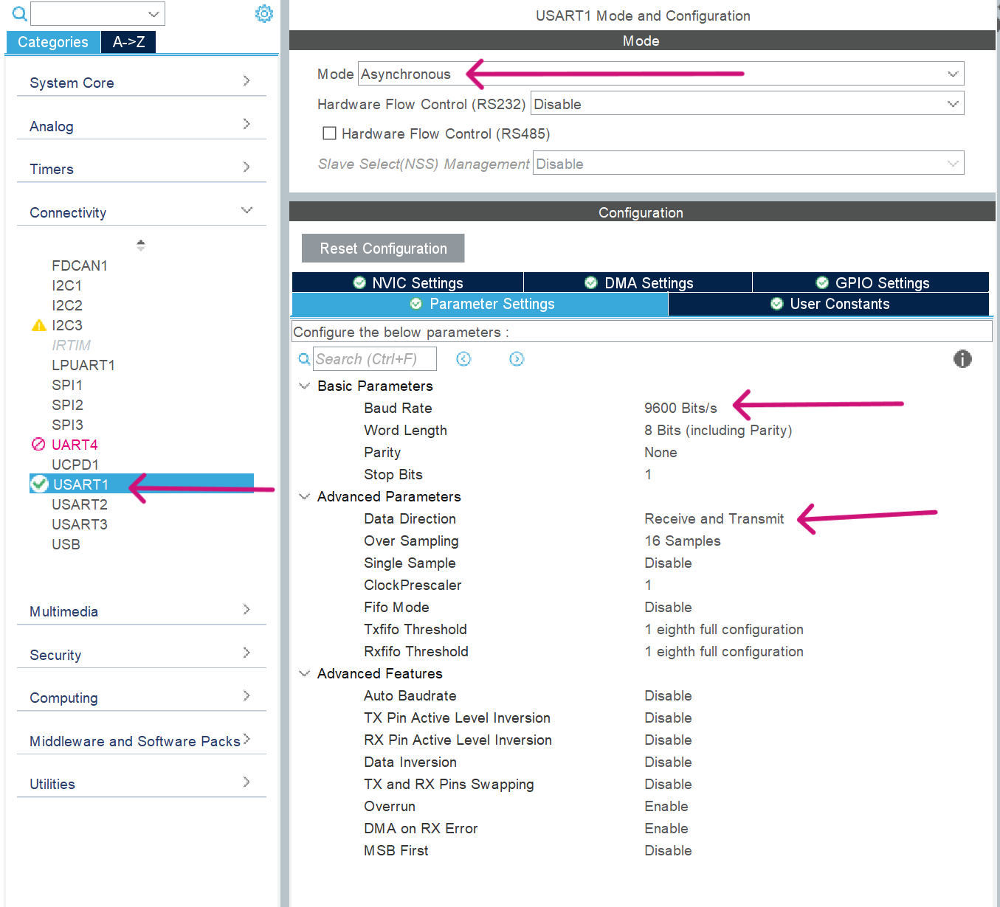 Categories
A->Z
System Core
Analog
Timers
Connectivity
FDCAN1
I2C1
I2C2
I2C3
IRTIM
LPUART1
SPI1
SPI2
SPI3
UART4
UCPD1
USART1
USART2
USART3
USB
Multimedia
Security
Computing
Middleware and Software Packs
Utilities
USART1 Mode and Configuration
Mode
Mode Asynchronous
Hardware Flow Control (RS232) Disable
Hardware Flow Control (RS485)
Slave Select(NSS) Management Disable
Configuration
Reset Configuration
NVIC Settings DMA Settings GPIO Settings
Parameter Settings User Constants
Configure the below parameters :
Search (Ctrl+F)
Basic Parameters
Baud Rate 9600 Bits/s
Word Length 8 Bits (including Parity)
Parity None
Stop Bits 1
Advanced Parameters
Data Direction Receive and Transmit
Over Sampling 16 Samples
Single Sample Disable
ClockPrescaler 1
Fifo Mode Disable
Txfifo Threshold 1 eighth full configuration
Rxfifo Threshold 1 eighth full configuration
Advanced Features
Auto Baudrate Disable
TX Pin Active Level Inversion Disable
RX Pin Active Level Inversion Disable
Data Inversion Disable
TX and RX Pins Swapping Disable
Overrun Enable
DMA on RX Error Enable
MSB First Disable